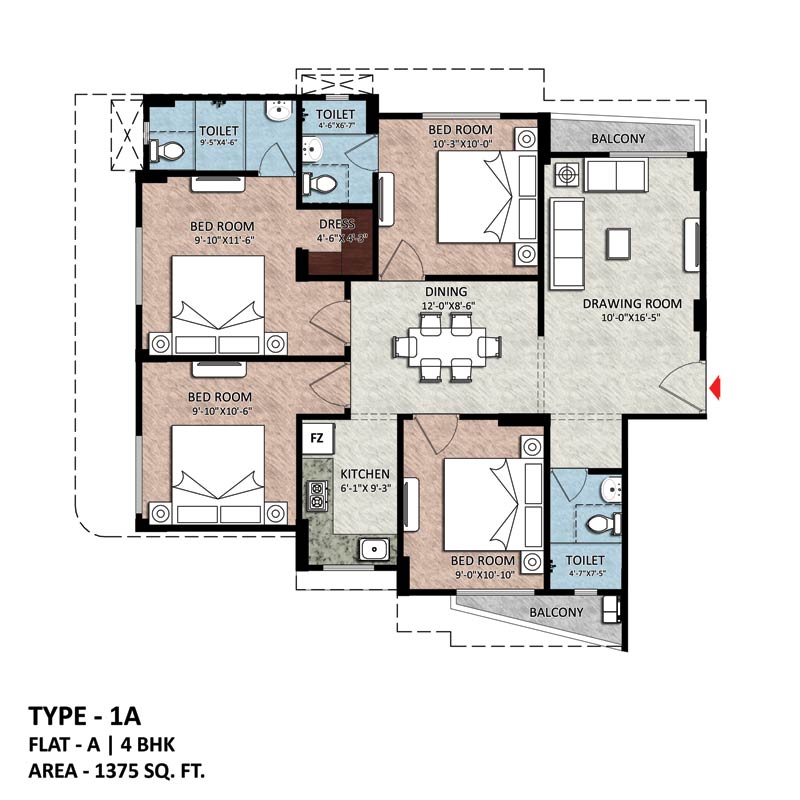 TOILET
9'-5"X4'-6"
TOILET
4'-6"X6'-7"
BED ROOM
10'-3"X10'-0"
BALCONY
BED ROOM
9'-10"X11'-6"
DRESS
4'-6"X4'-3"
DINING
12'-0"X8'-6"
DRAWING ROOM
10'-0"X16'-5"
BED ROOM
9'-10"X10'-6"
FZ
KITCHEN
6'-1"X 9'-3"
BED ROOM
9'-0"X10'-10"
TOILET
4'-7"X7'-5"
BALCONY
TYPE - 1A
FLAT - A | 4 BHK
AREA - 1375 SQ. FT.